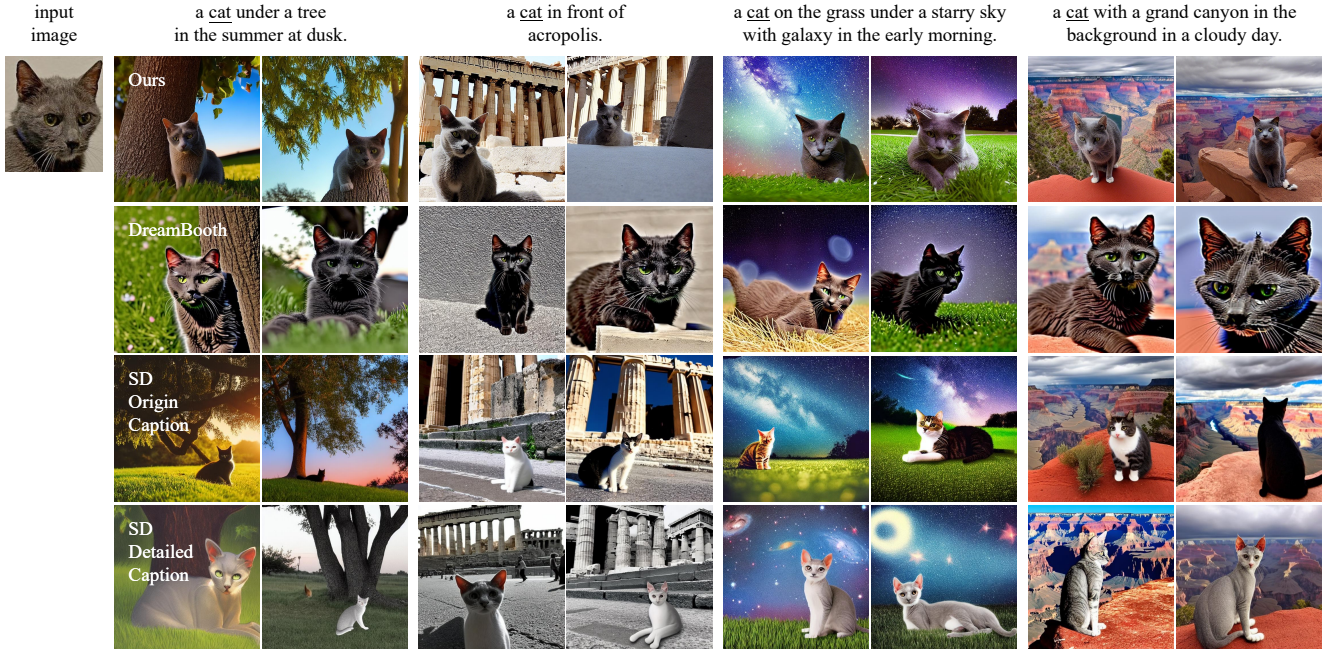 input
image
a cat under a tree
in the summer at dusk.
a cat in front of
acropolis.
a cat on the grass under a starry sky
with galaxy in the early morning.
a cat with a grand canyon in the
background in a cloudy day.
Ours
DreamBooth
SD
Origin
Caption
SD
Detailed
Caption